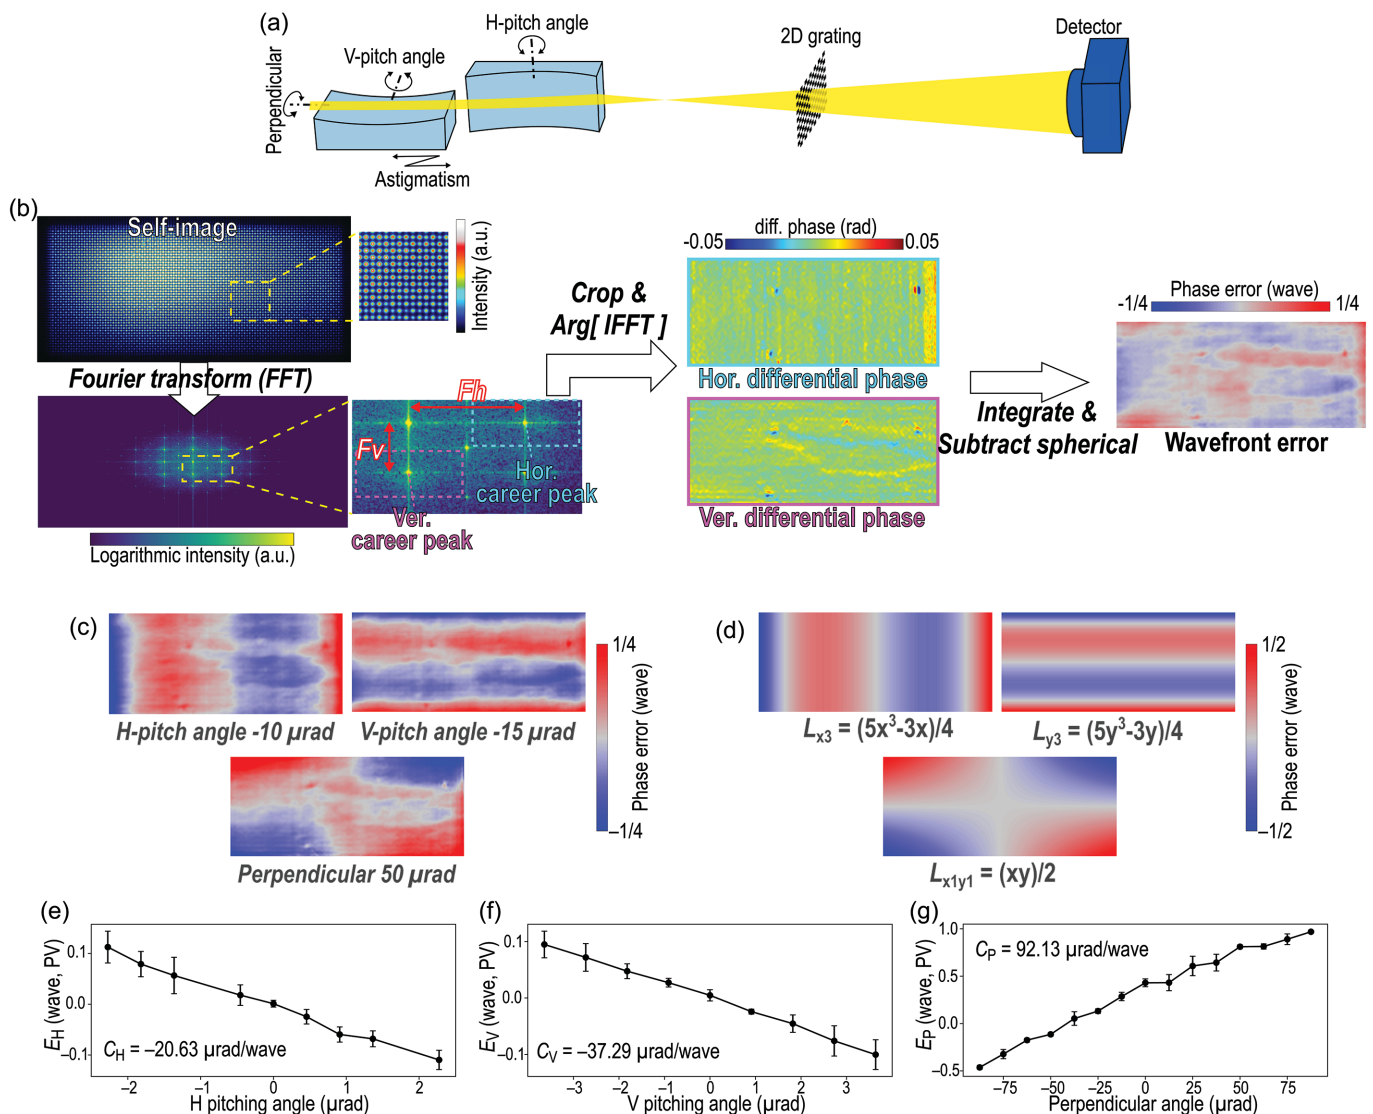 (a)
H-pitch angle
V-pitch angle
Perpendicular
Astigmatism
2D grating
Detector
(b)
Self-image
Intensity (a.u.)
Fourier transform (FFT)
Logarithmic intensity (a.u.)
Fh
Fv
Hor.
career peak
Ver.
career peak
Crop &
Arg[ IFFT ]
diff. phase (rad)
-0.05
0.05
Hor. differential phase
Ver. differential phase
Integrate &
Subtract spherical
Phase error (wave)
-1/4
1/4
Wavefront error
(c)
H-pitch angle -10 μrad
V-pitch angle -15 μrad
Perpendicular 50 μrad
1/4
Phase error (wave)
−1/4
(d)
Lx3 = (5x³-3x)/4
Ly3 = (5y³-3y)/4
Lx1y1 = (xy)/2
1/2
Phase error (wave)
−1/2
(e)
EH (wave, PV)
0.1
0.0
−0.1
CH = −20.63 μrad/wave
−2 −1 0 1 2
H pitching angle (μrad)
(f)
EV (wave, PV)
0.1
0
−0.1
CV = −37.29 μrad/wave
−3 −2 −1 0 1 2 3
V pitching angle (μrad)
(g)
EP (wave, PV)
1.0
0.5
0.0
−0.5
CP = 92.13 μrad/wave
−75 −50 −25 0 25 50 75
Perpendicular angle (μrad)